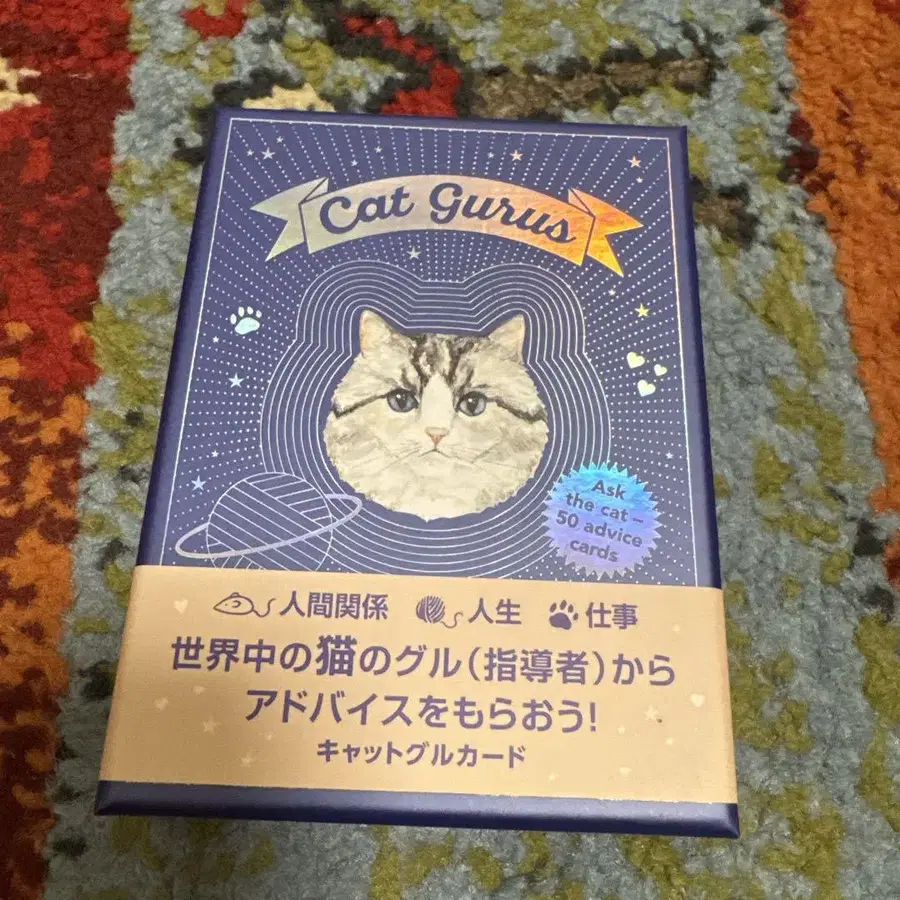 Cat Gurus
Ask
the cat –
50 advice
cards
人間関係 人生 仕事
世界中の猫のグル（指導者）から
アドバイスをもらおう！
キャットグルカード